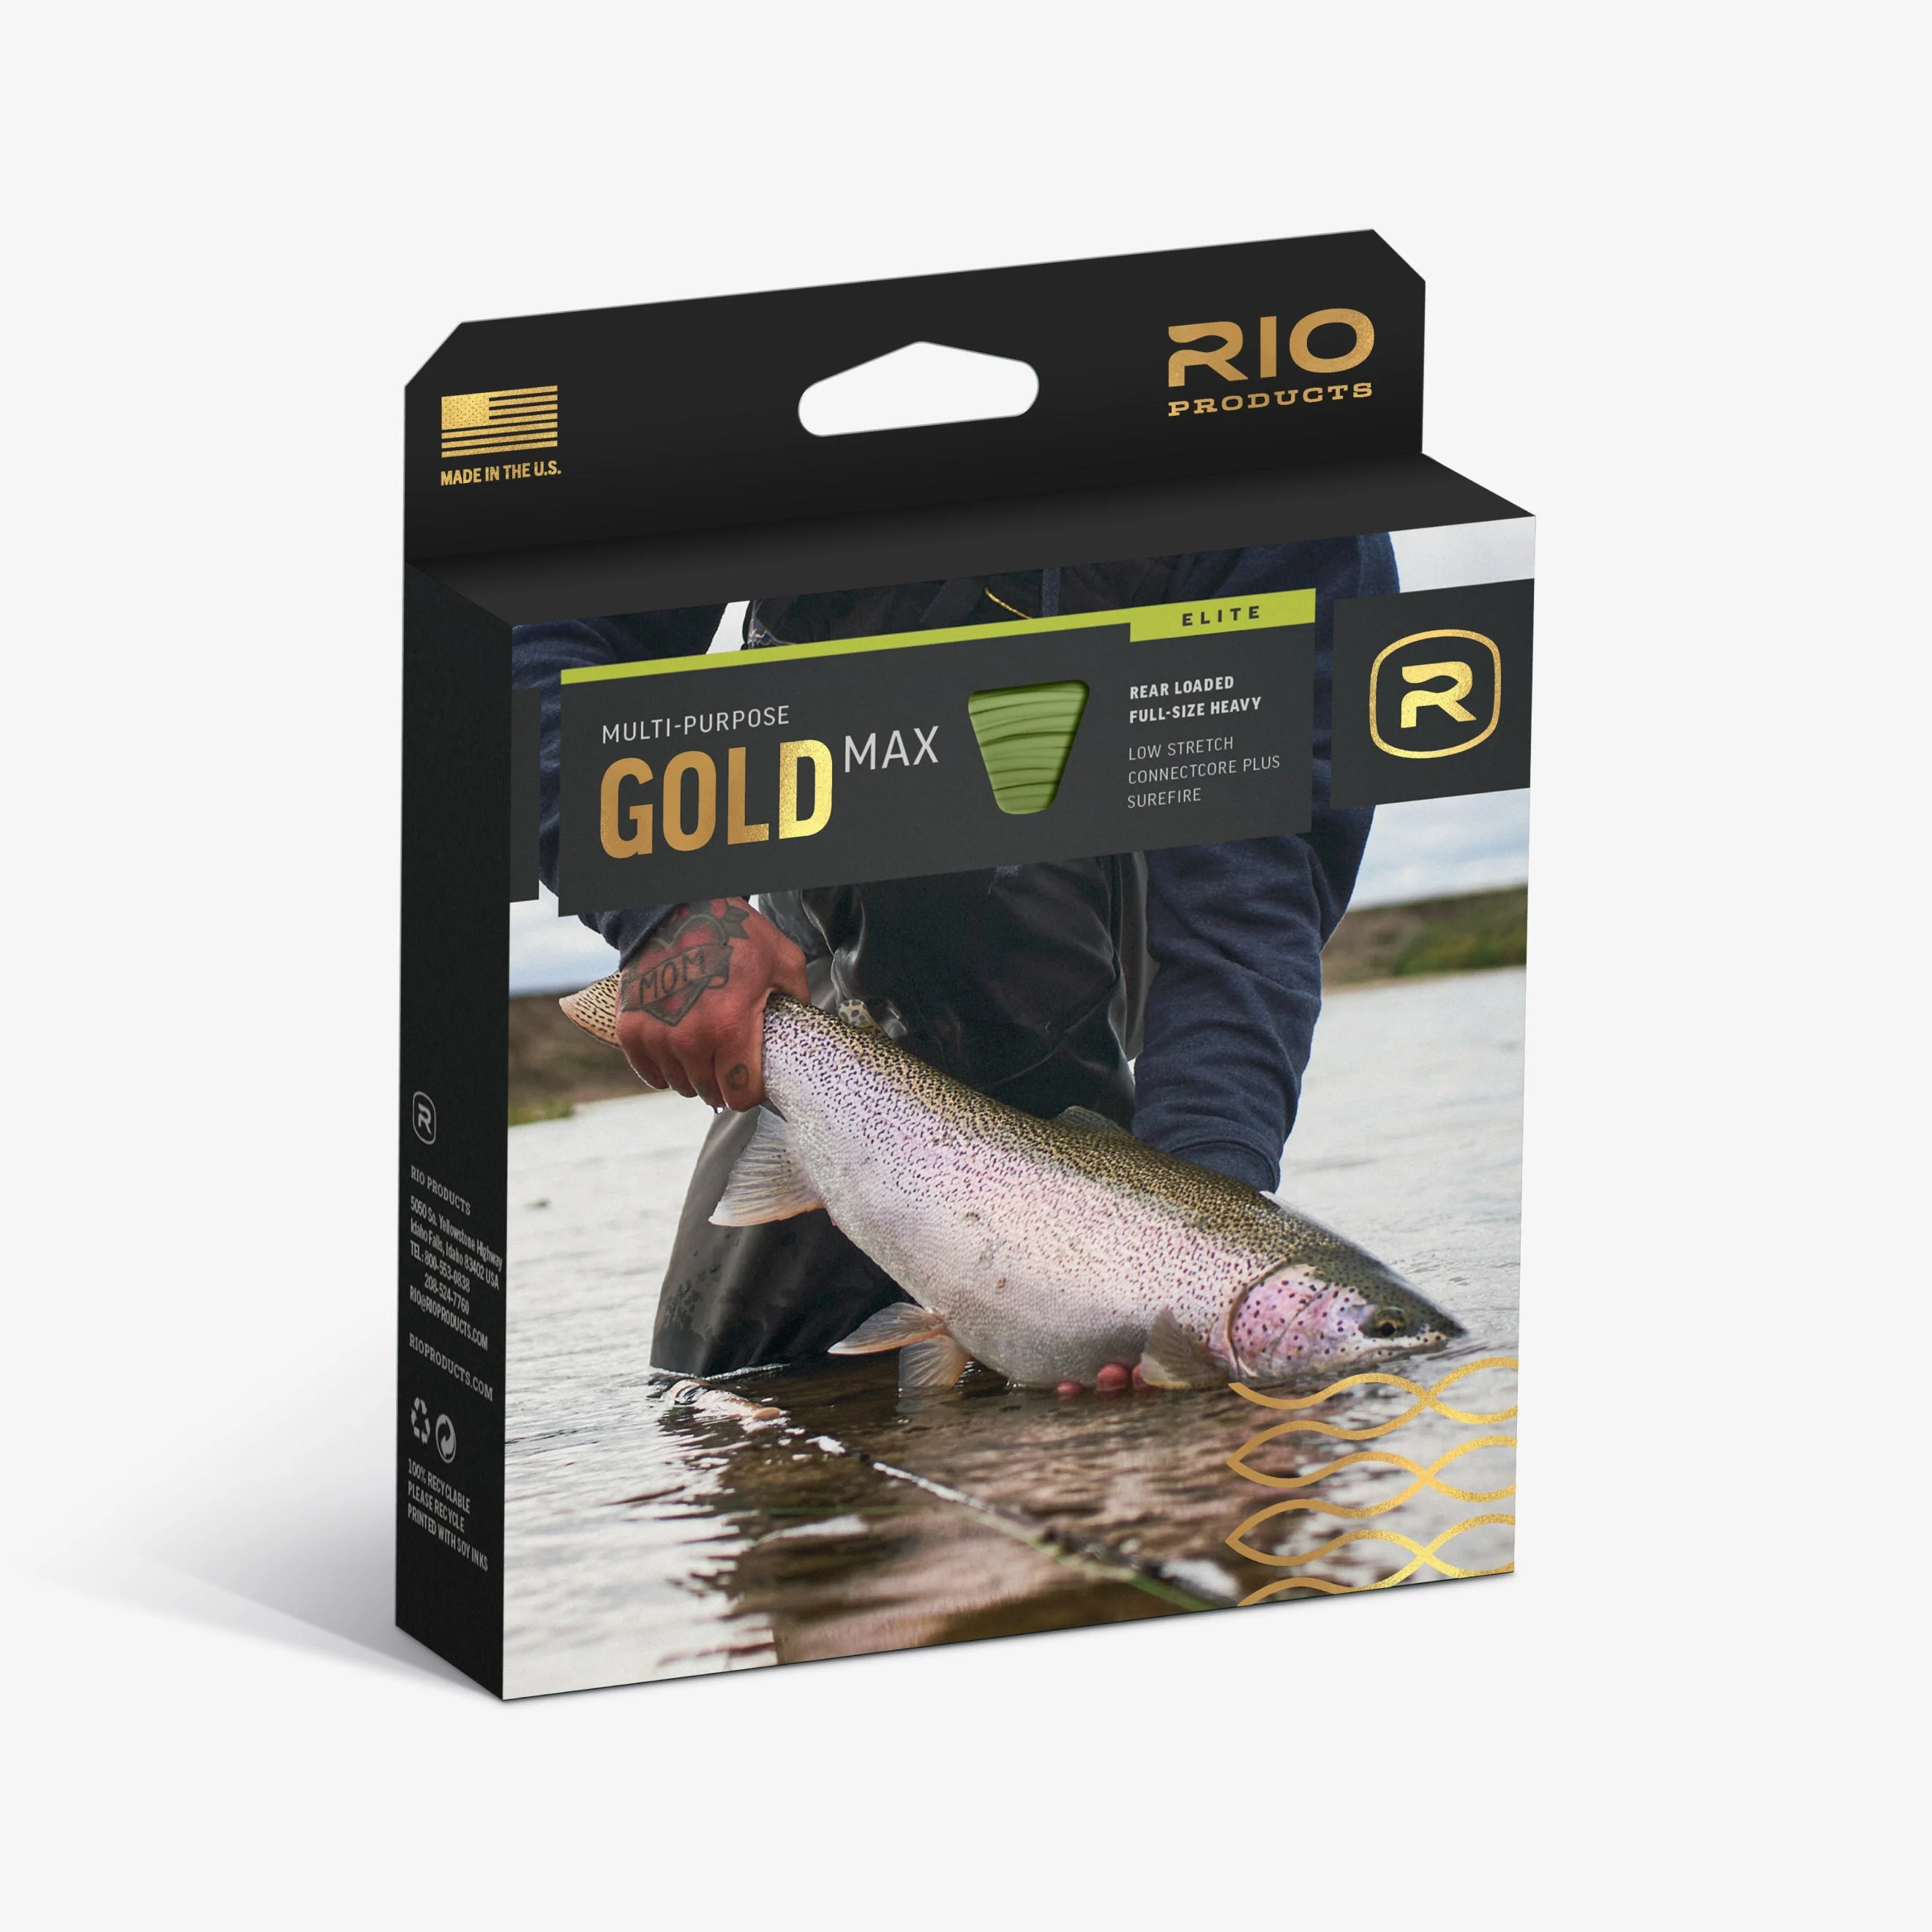 RIO
PRODUCTS
MADE IN THE U.S.
ELITE
MULTI-PURPOSE
GOLD MAX
REAR LOADED
FULL-SIZE HEAVY
LOW STRETCH
CONNECTCORE PLUS
SUREFIRE
R
MOM
R
RIO PRODUCTS
5050 So. Yellowstone Highway
Idaho Falls, Idaho 83402 USA
TEL: 800-553-0838
208-524-7760
RIO@RIOPRODUCTS.COM
RIOPRODUCTS.COM
100% RECYCLABLE
PLEASE RECYCLE
PRINTED WITH SOY INKS